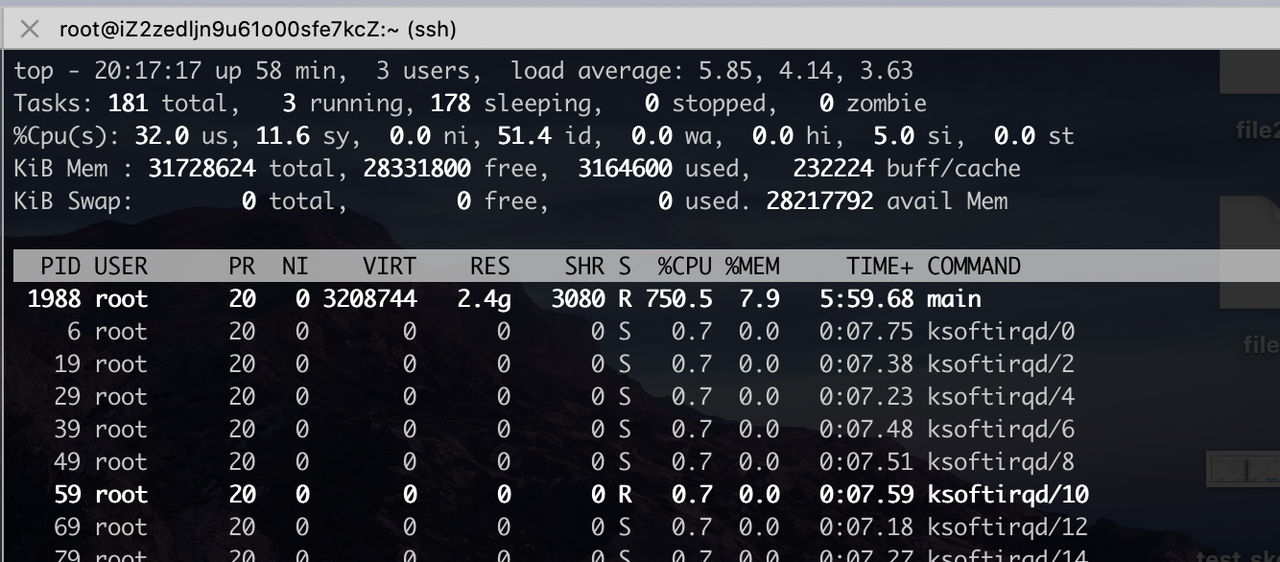 root@iZ2zedljn9u61o00sfe7kcZ:~ (ssh)
top - 20:17:17 up 58 min,  3 users,  load average: 5.85, 4.14, 3.63
Tasks: 181 total,   3 running, 178 sleeping,   0 stopped,   0 zombie
%Cpu(s): 32.0 us, 11.6 sy,  0.0 ni, 51.4 id,  0.0 wa,  0.0 hi,  5.0 si,  0.0 st
KiB Mem : 31728624 total, 28331800 free,  3164600 used,   232224 buff/cache
KiB Swap:        0 total,        0 free,        0 used. 28217792 avail Mem
PID USER      PR  NI    VIRT    RES    SHR S  %CPU %MEM     TIME+ COMMAND
1988 root      20   0 3208744   2.4g   3080 R 750.5  7.9   5:59.68 main
6 root      20   0       0      0      0 S   0.7  0.0   0:07.75 ksoftirqd/0
19 root      20   0       0      0      0 S   0.7  0.0   0:07.38 ksoftirqd/2
29 root      20   0       0      0      0 S   0.7  0.0   0:07.23 ksoftirqd/4
39 root      20   0       0      0      0 S   0.7  0.0   0:07.48 ksoftirqd/6
49 root      20   0       0      0      0 S   0.7  0.0   0:07.51 ksoftirqd/8
59 root      20   0       0      0      0 R   0.7  0.0   0:07.59 ksoftirqd/10
69 root      20   0       0      0      0 S   0.7  0.0   0:07.18 ksoftirqd/12
79 root      20   0       0      0      0 S   0.7  0.0   0:07.27 ksoftirqd/14
file